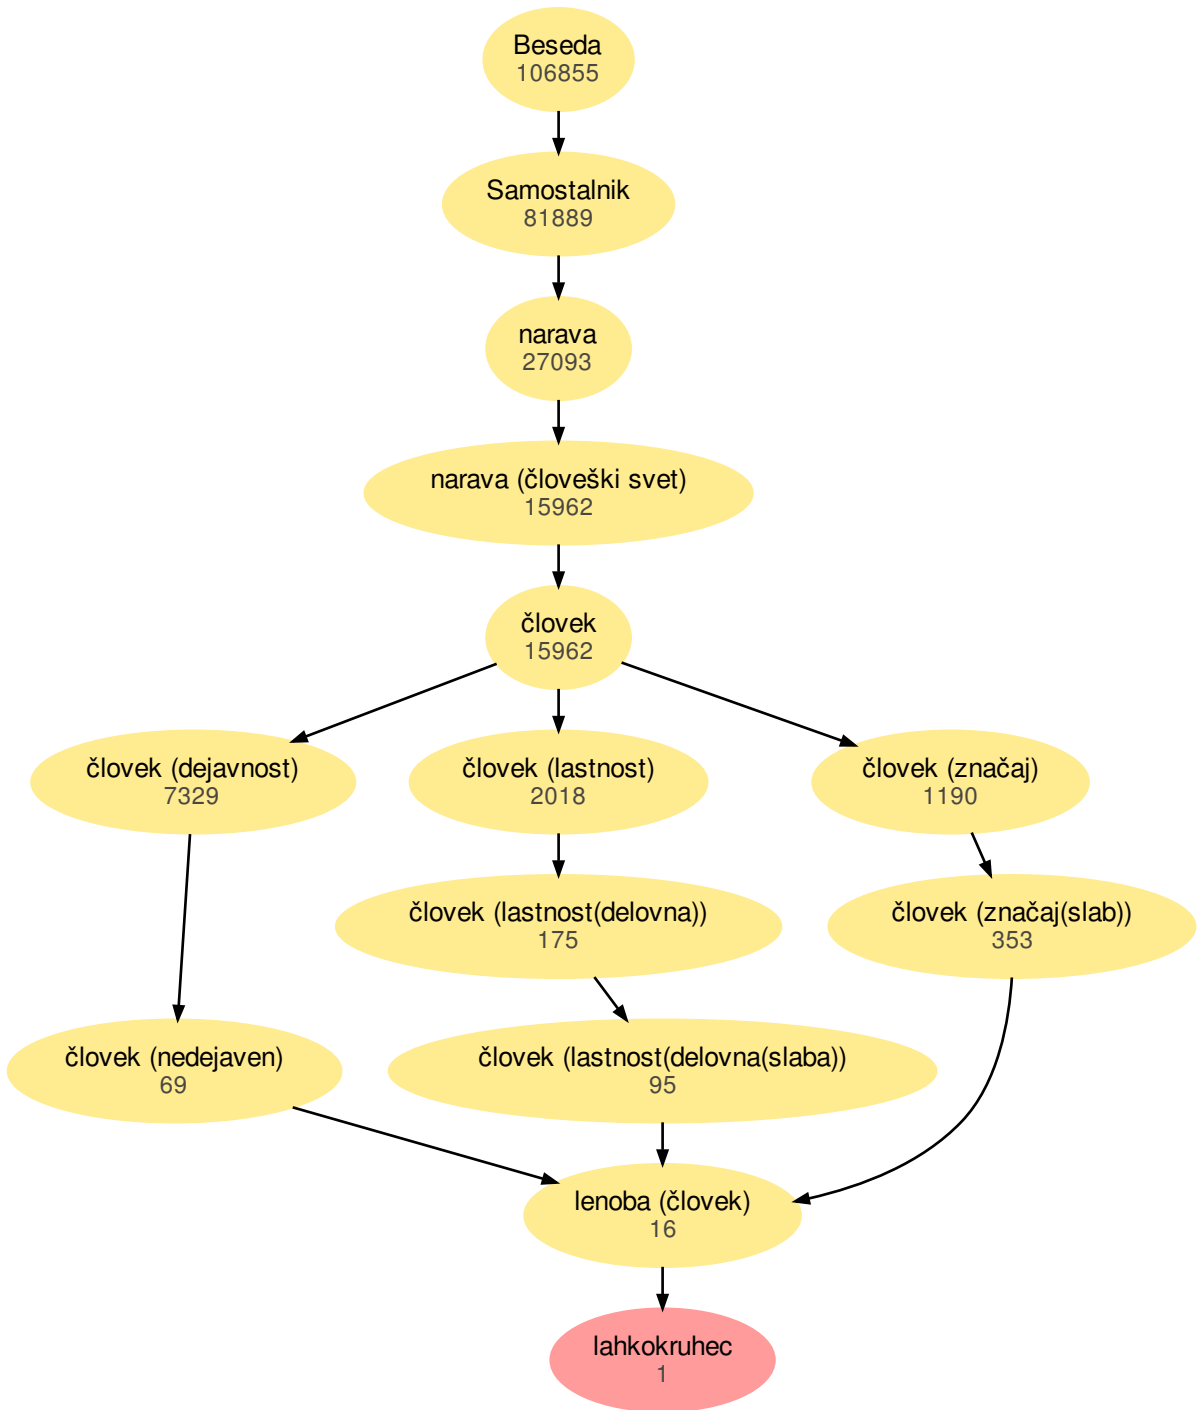 Beseda
106855
Samostalnik
81889
narava
27093
narava (človeški svet)
15962
človek
15962
človek (dejavnost)
7329
človek (lastnost)
2018
človek (značaj)
1190
človek (lastnost(delovna))
175
človek (značaj(slab))
353
človek (nedejaven)
69
človek (lastnost(delovna(slaba))
95
lenoba (človek)
16
lahkokruhec
1